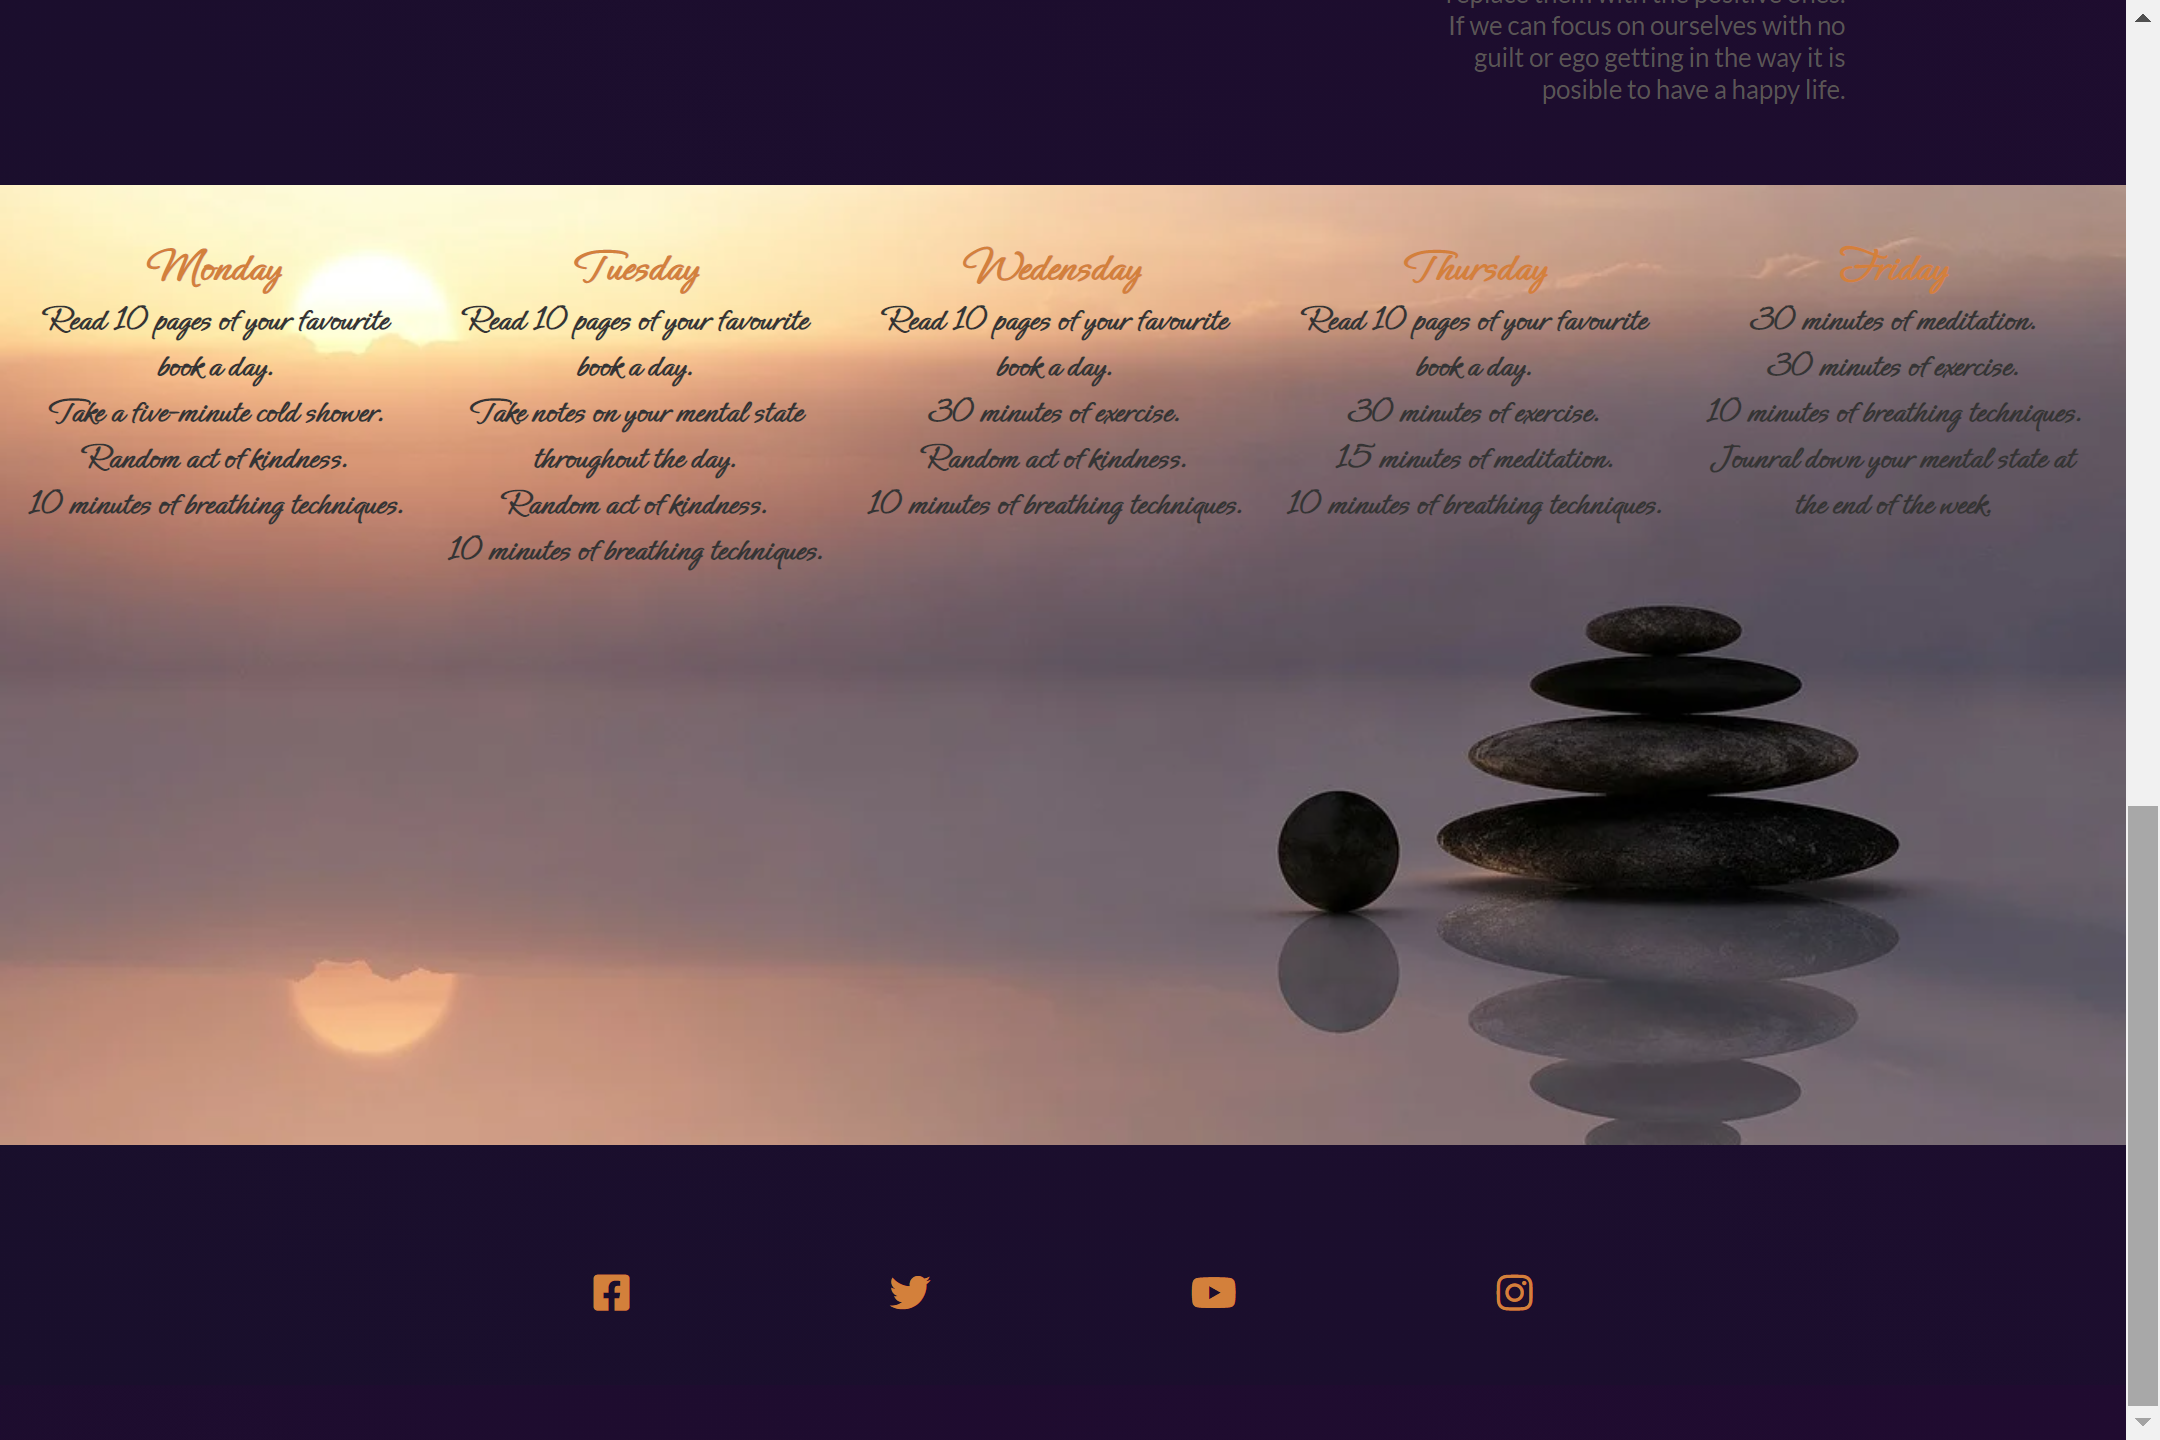 replace them with the positive ones.
If we can focus on ourselves with no
guilt or ego getting in the way it is
posible to have a happy life.
Monday
Read 10 pages of your favourite
book a day.
Take a five-minute cold shower.
Random act of kindness.
10 minutes of breathing techniques.
Tuesday
Read 10 pages of your favourite
book a day.
Take notes on your mental state
throughout the day.
Random act of kindness.
10 minutes of breathing techniques.
Wedensday
Read 10 pages of your favourite
book a day.
30 minutes of exercise.
Random act of kindness.
10 minutes of breathing techniques.
Thursday
Read 10 pages of your favourite
book a day.
30 minutes of exercise.
15 minutes of meditation.
10 minutes of breathing techniques.
Friday
30 minutes of meditation.
30 minutes of exercise.
10 minutes of breathing techniques.
Jounral down your mental state at
the end of the week.